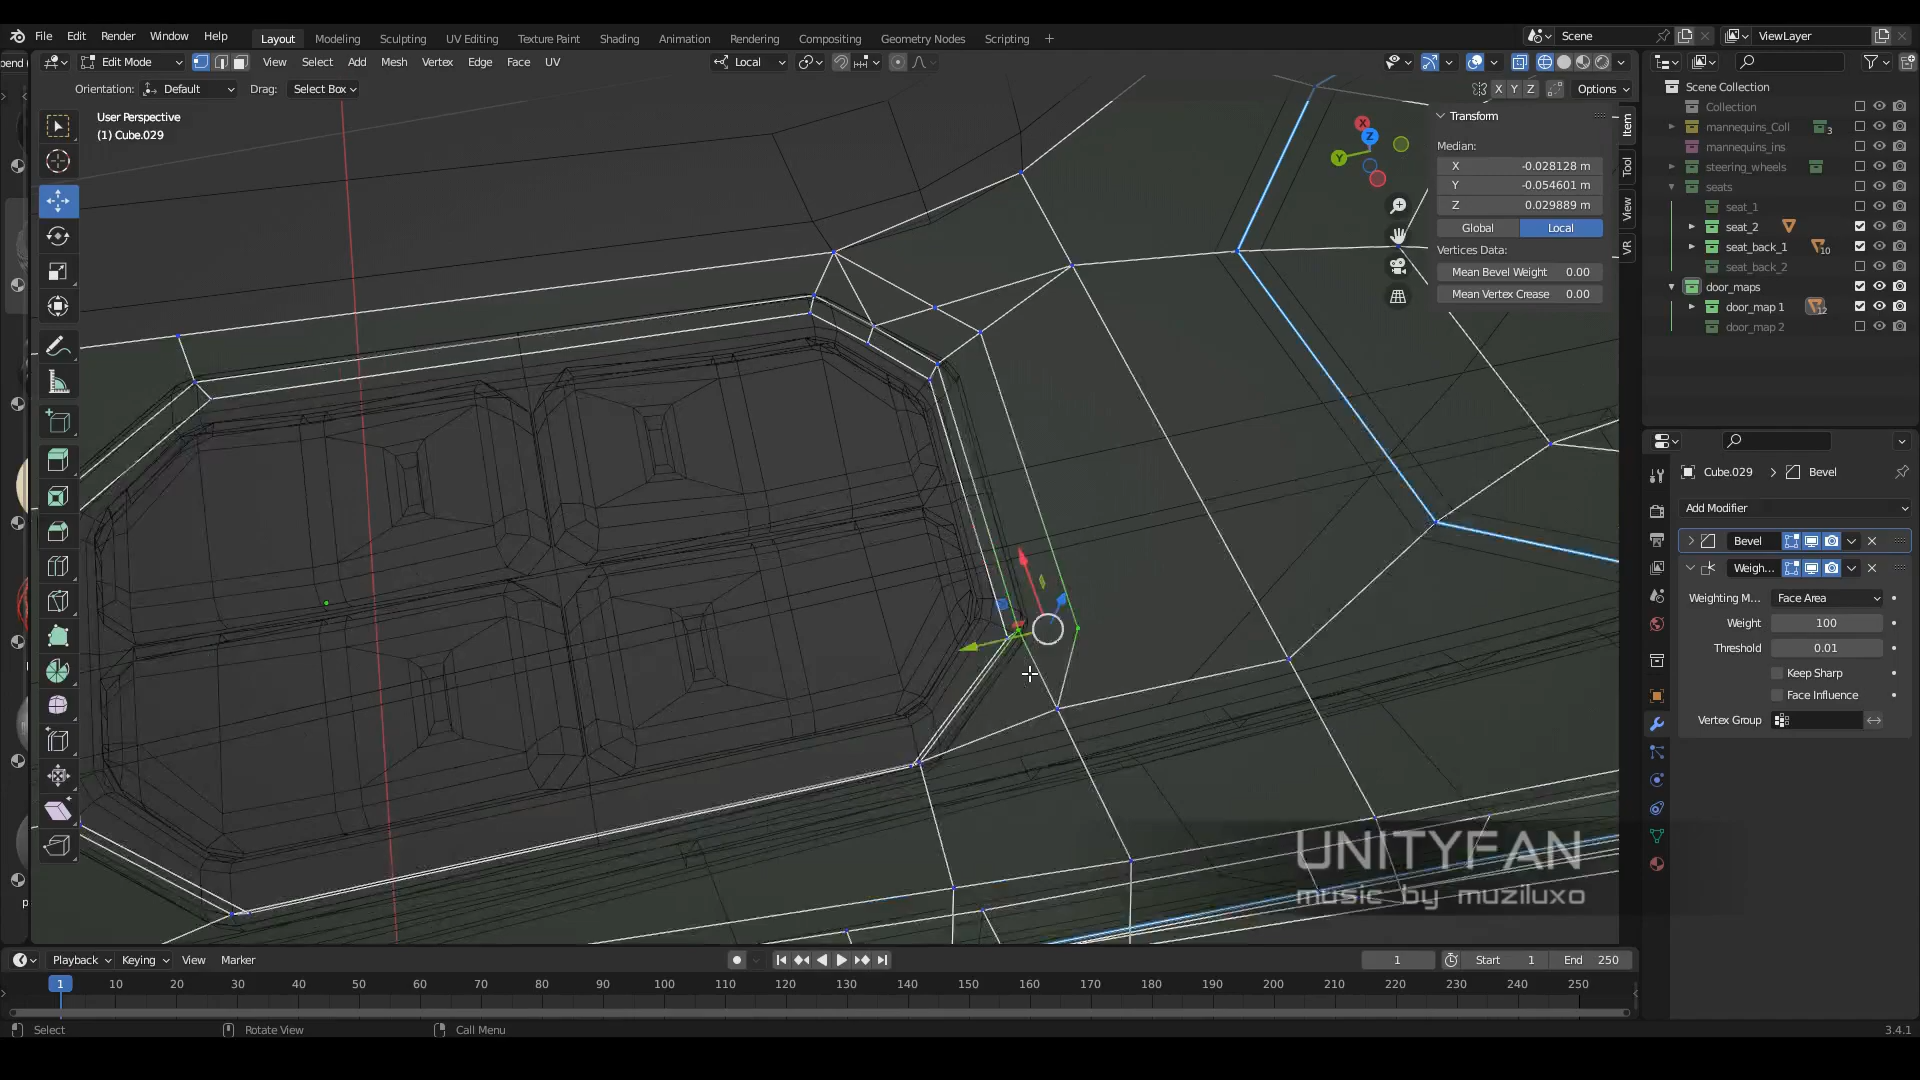 File Edit Render Window Help
Layout Modeling Sculpting UV Editing Texture Paint Shading Animation Rendering Compositing Geometry Nodes Scripting +
Scene
ViewLayer
Edit Mode View Select Add Mesh Vertex Edge Face UV
Local
Orientation: Default Drag: Select Box
X Y Z Options
User Perspective
(1) Cube.029
X
Y
Z
Transform
Median:
X -0.028128 m
Y -0.054601 m
Z 0.029889 m
Global Local
Vertices Data:
Mean Bevel Weight 0.00
Mean Vertex Crease 0.00
Item
Tool
View
VR
Scene Collection
Collection
mannequins_Coll 3
mannequins_ins
steering_wheels
seats
seat_1
seat_2
seat_back_1 10
seat_back_2
door_maps
door_map 1 12
door_map 2
Cube.029 > Bevel
Add Modifier
Bevel
Weigh...
Weighting M... Face Area
Weight 100
Threshold 0.01
Keep Sharp
Face Influence
Vertex Group
UNITYFAN
music by muziluxo
Playback Keying View Marker
1 Start 1 End 250
1 10 20 30 40 50 60 70 80 90 100 110 120 130 140 150 160 170 180 190 200 210 220 230 240 250
Select Rotate View Call Menu
3.4.1